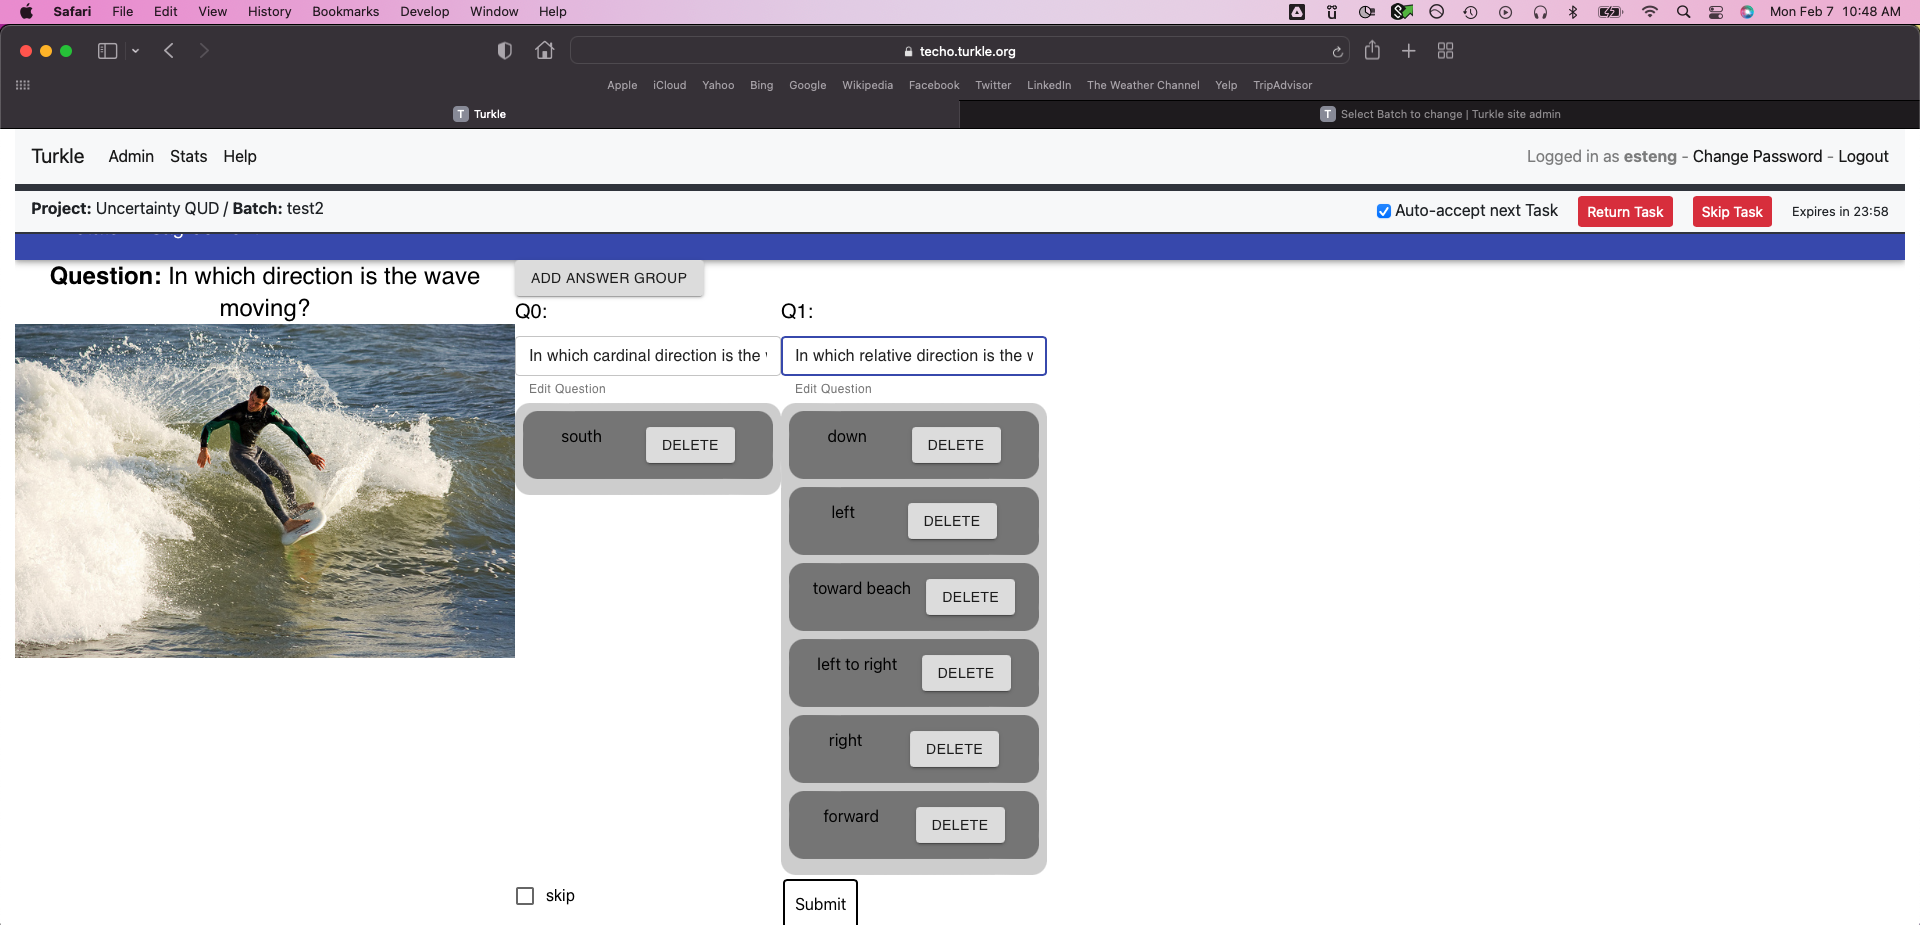 Safari File Edit View History Bookmarks Develop Window Help Mon Feb 7 10:48 AM
techo.turkle.org
Apple iCloud Yahoo Bing Google Wikipedia Facebook Twitter LinkedIn The Weather Channel Yelp TripAdvisor
T Turkle T Select Batch to change | Turkle site admin
Turkle Admin Stats Help Logged in as esteng - Change Password - Logout
Project: Uncertainty QUD / Batch: test2 Auto-accept next Task Return Task Skip Task Expires in 23:58
Question: In which direction is the wave
moving?
ADD ANSWER GROUP
Q0: Q1:
In which cardinal direction is the In which relative direction is the
Edit Question Edit Question
south DELETE down DELETE
left DELETE
toward beach DELETE
left to right DELETE
right DELETE
forward DELETE
skip Submit